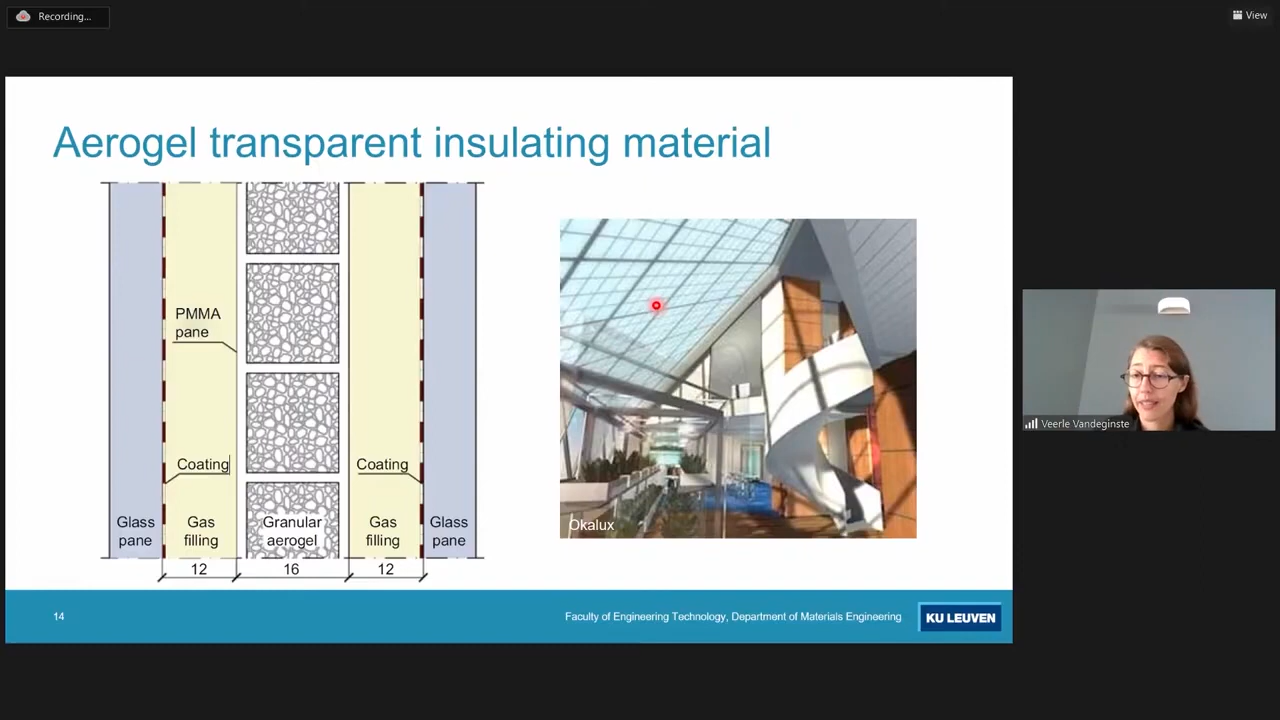 Recording...
View
Aerogel transparent insulating material
PMMA
pane
Coating
Coating
Glass
pane
Gas
filling
Granular
aerogel
Gas
filling
Glass
pane
12
16
12
Okalux
Veerle Vandeginste
14
Faculty of Engineering Technology, Department of Materials Engineering
KU LEUVEN